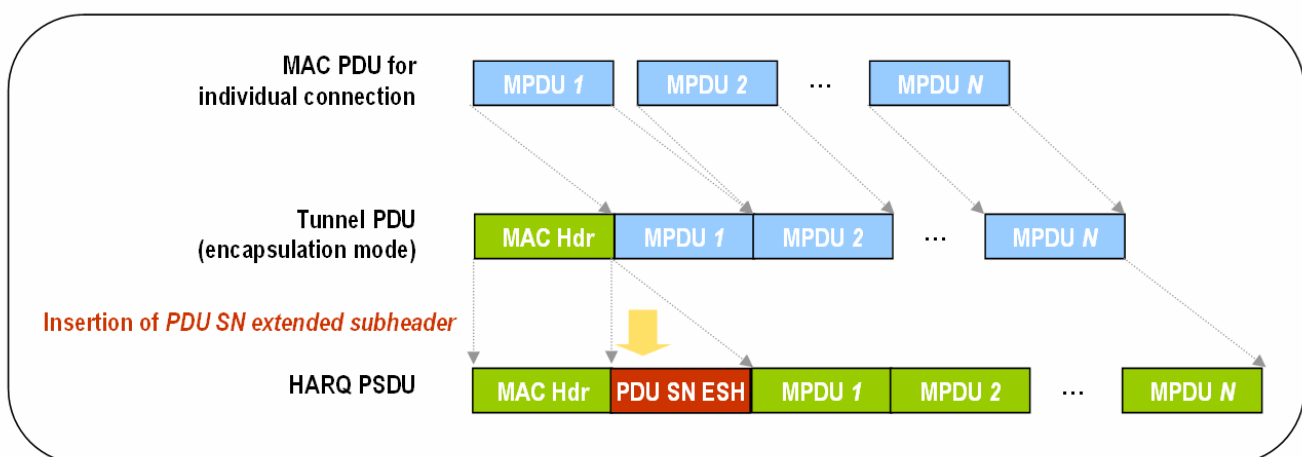 MAC PDU for
individual connection
MPDU 1
MPDU 2
...
MPDU N
Tunnel PDU
(encapsulation mode)
MAC Hdr
MPDU 1
MPDU 2
...
MPDU N
Insertion of PDU SN extended subheader
HARQ PSDU
MAC Hdr
PDU SN ESH
MPDU 1
MPDU 2
...
MPDU N